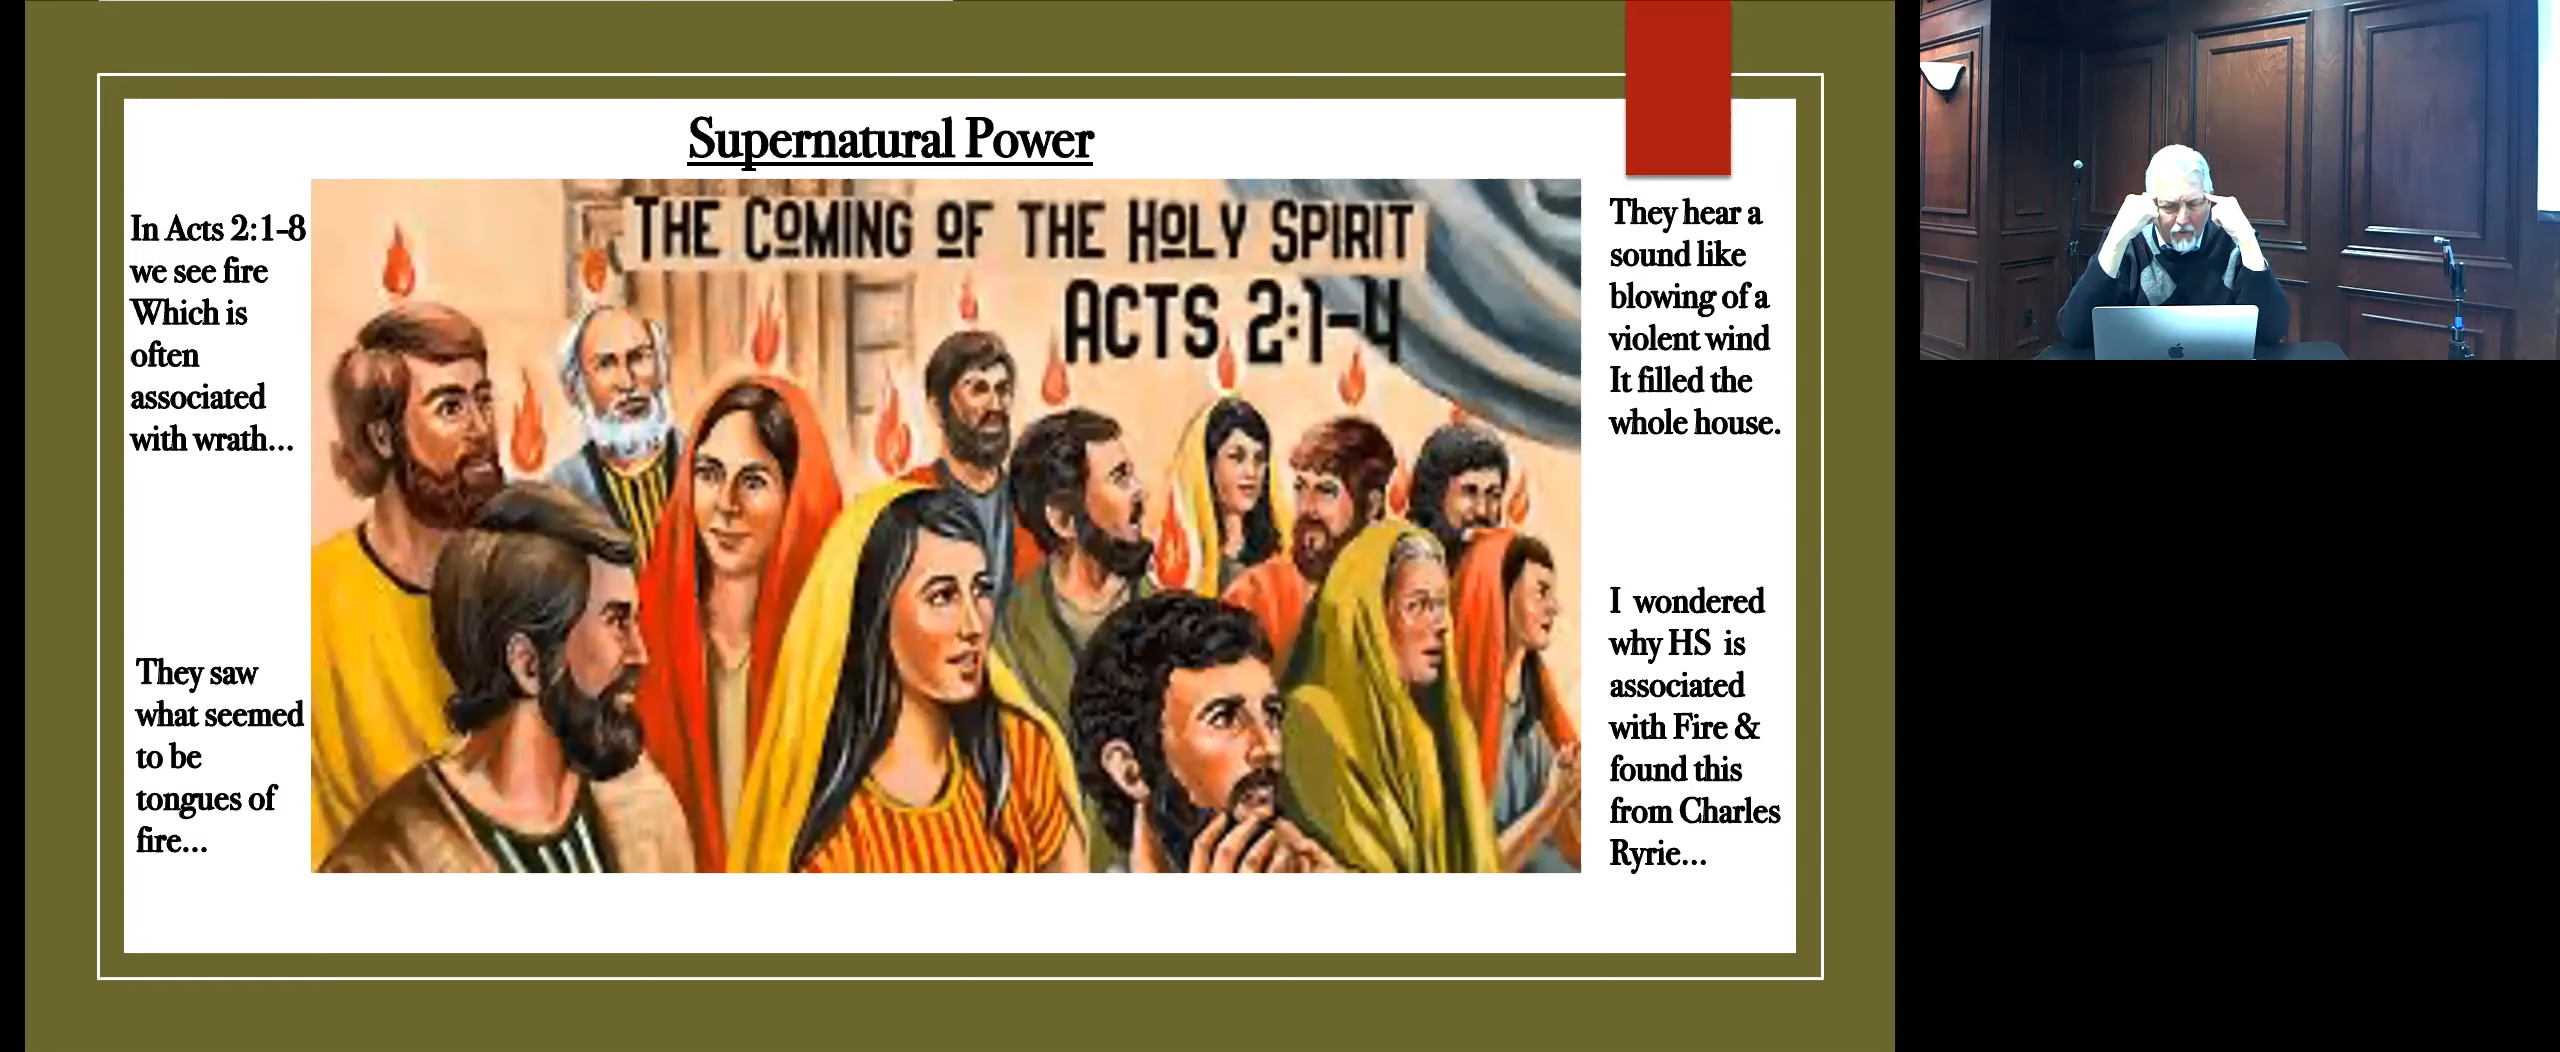 Supernatural Power
In Acts 2:1-8
we see fire
Which is
often
associated
with wrath...
They saw
what seemed
to be
tongues of
fire...
THE COMING OF THE HOLY SPIRIT
ACTS 2:1-4
They hear a
sound like
blowing of a
violent wind
It filled the
whole house.
I wondered
why HS is
associated
with Fire &
found this
from Charles
Ryrie...